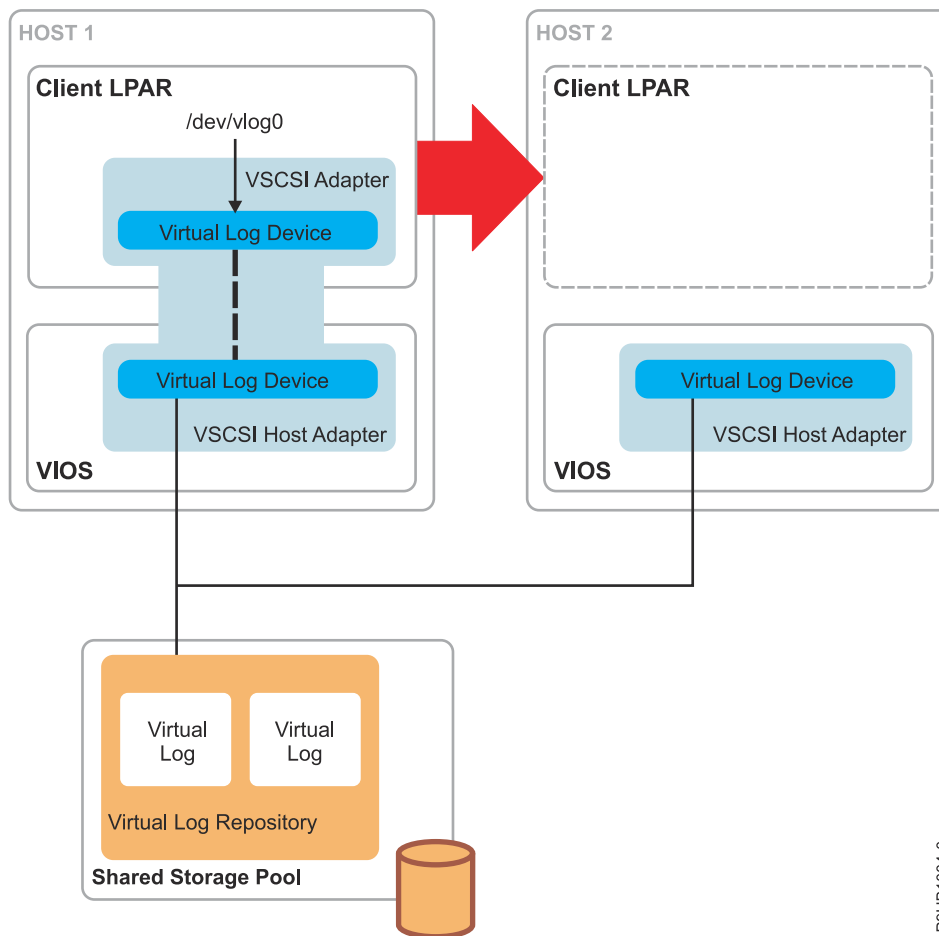 HOST 1
Client LPAR
/dev/vlog0
VSCSI Adapter
Virtual Log Device
Virtual Log Device
VSCSI Host Adapter
VIOS
HOST 2
Client LPAR
Virtual Log Device
VSCSI Host Adapter
VIOS
Virtual
Log
Virtual
Log
Virtual Log Repository
Shared Storage Pool